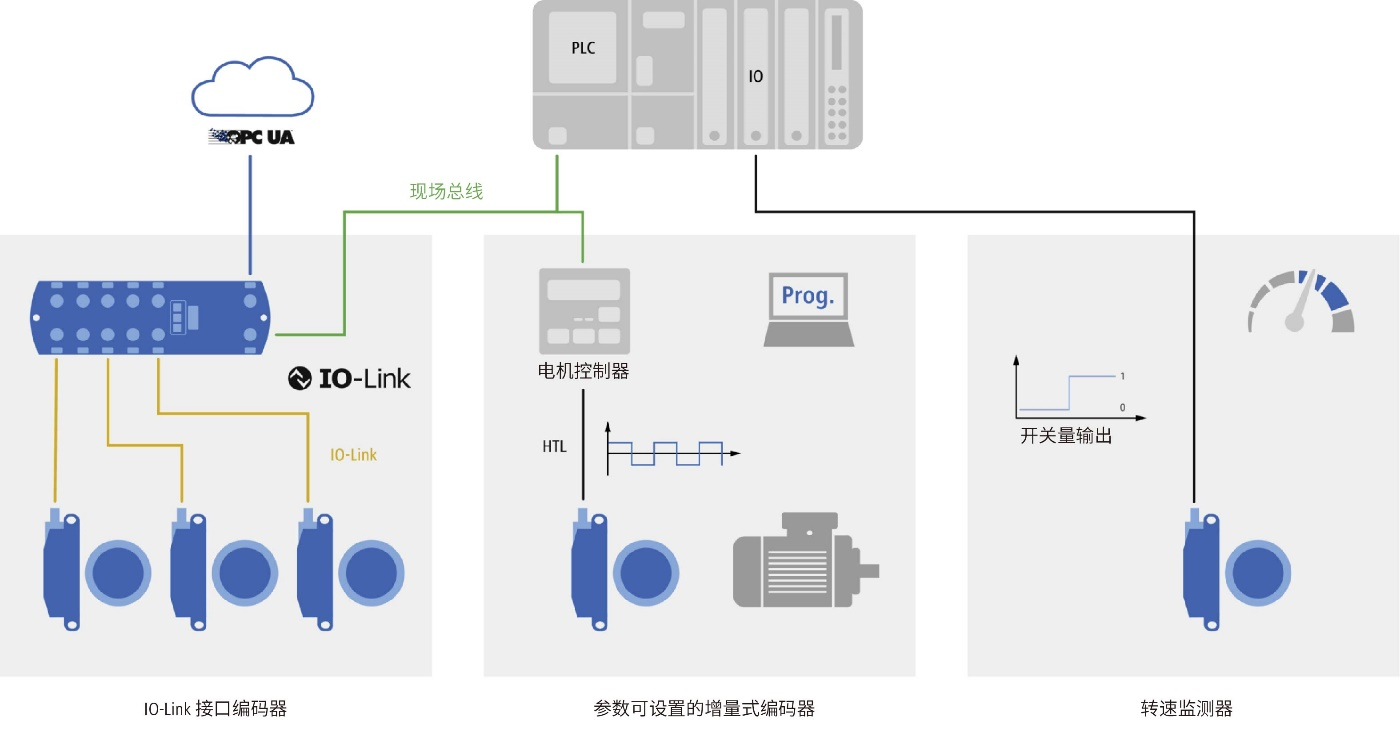 PLC
IO
OPC UA
现场总线
Prog.
电机控制器
IO-Link
1
0
开关量输出
HTL
IO-Link
IO-Link 接口编码器
参数可设置的增量式编码器
转速监测器